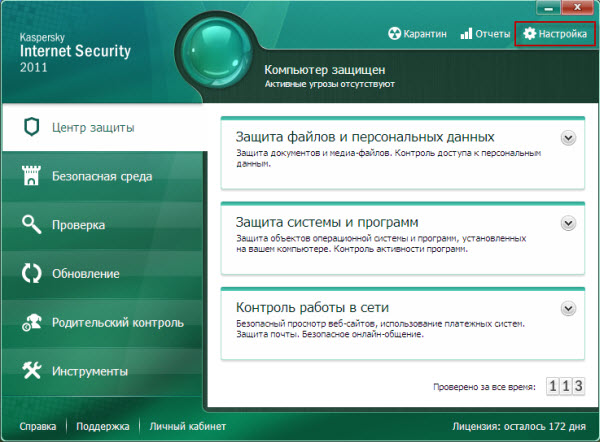 Kaspersky
Internet Security
2011
Карантин
Отчеты
Настройка
Компьютер защищен
Активные угрозы отсутствуют
Центр защиты
Безопасная среда
Проверка
Обновление
Родительский контроль
Инструменты
Защита файлов и персональных данных
Защита документов и медиа-файлов. Контроль доступа к персональным
данным.
Защита системы и программ
Защита объектов операционной системы и программ, установленных
на вашем компьютере. Контроль активности программ.
Контроль работы в сети
Безопасный просмотр веб-сайтов, использование платежных систем.
Защита почты. Безопасное онлайн-общение.
Проверено за все время: 113
Справка
Поддержка
Личный кабинет
Лицензия: осталось 172 дня